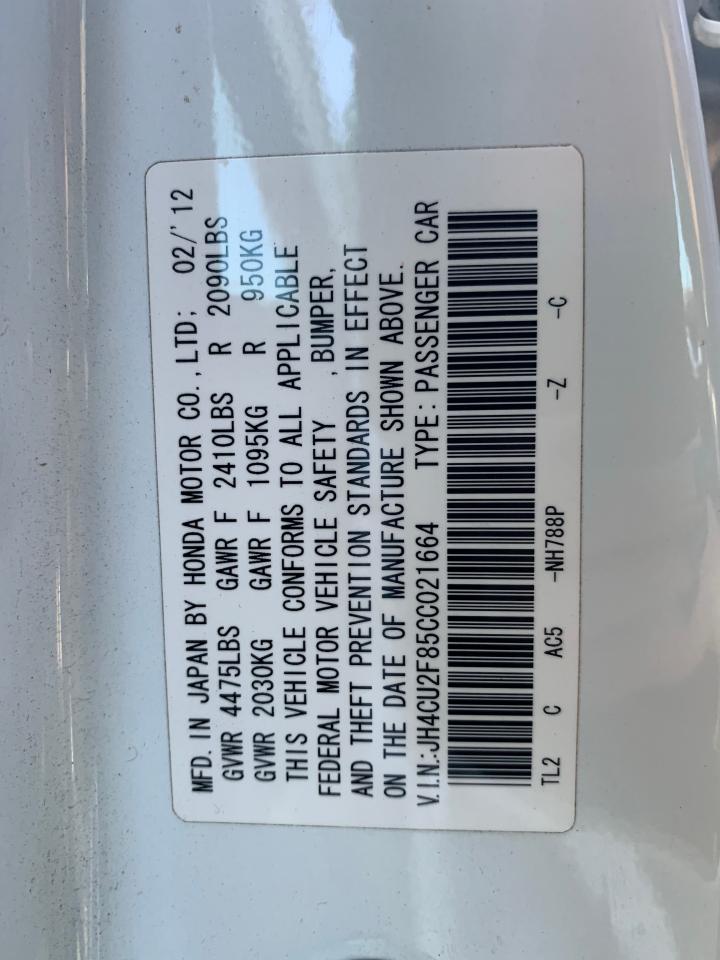 MFD. IN JAPAN BY HONDA MOTOR CO., LTD; 02/'12
GVWR 4475LBS GAWR F 2410LBS R 2090LBS
GVWR 2030KG GAWR F 1095KG R 950KG
THIS VEHICLE CONFORMS TO ALL APPLICABLE
FEDERAL MOTOR VEHICLE SAFETY , BUMPER,
AND THEFT PREVENTION STANDARDS IN EFFECT
ON THE DATE OF MANUFACTURE SHOWN ABOVE.
V.I.N.:JH4CU2F85CC021664 TYPE: PASSENGER CAR
TL2 C AC5 -NH788P -Z -C